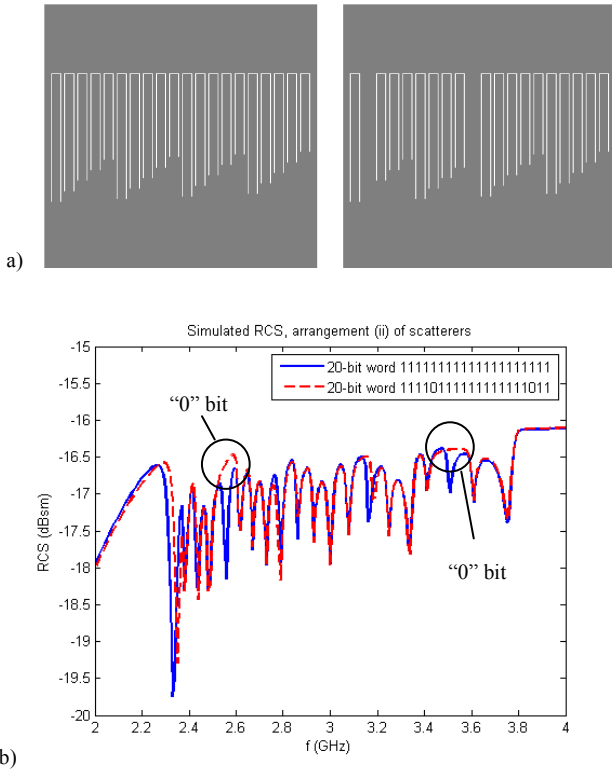 a)
Simulated RCS, arrangement (ii) of scatterers
-15
-15.5
-16
-16.5
-17
-17.5
-18
-18.5
-19
-19.5
-20
RCS (dBsm)
20-bit word 11111111111111111111
20-bit word 11110111111111111011
“0” bit
“0” bit
2
2.2
2.4
2.6
2.8
3
3.2
3.4
3.6
3.8
4
f (GHz)
b)